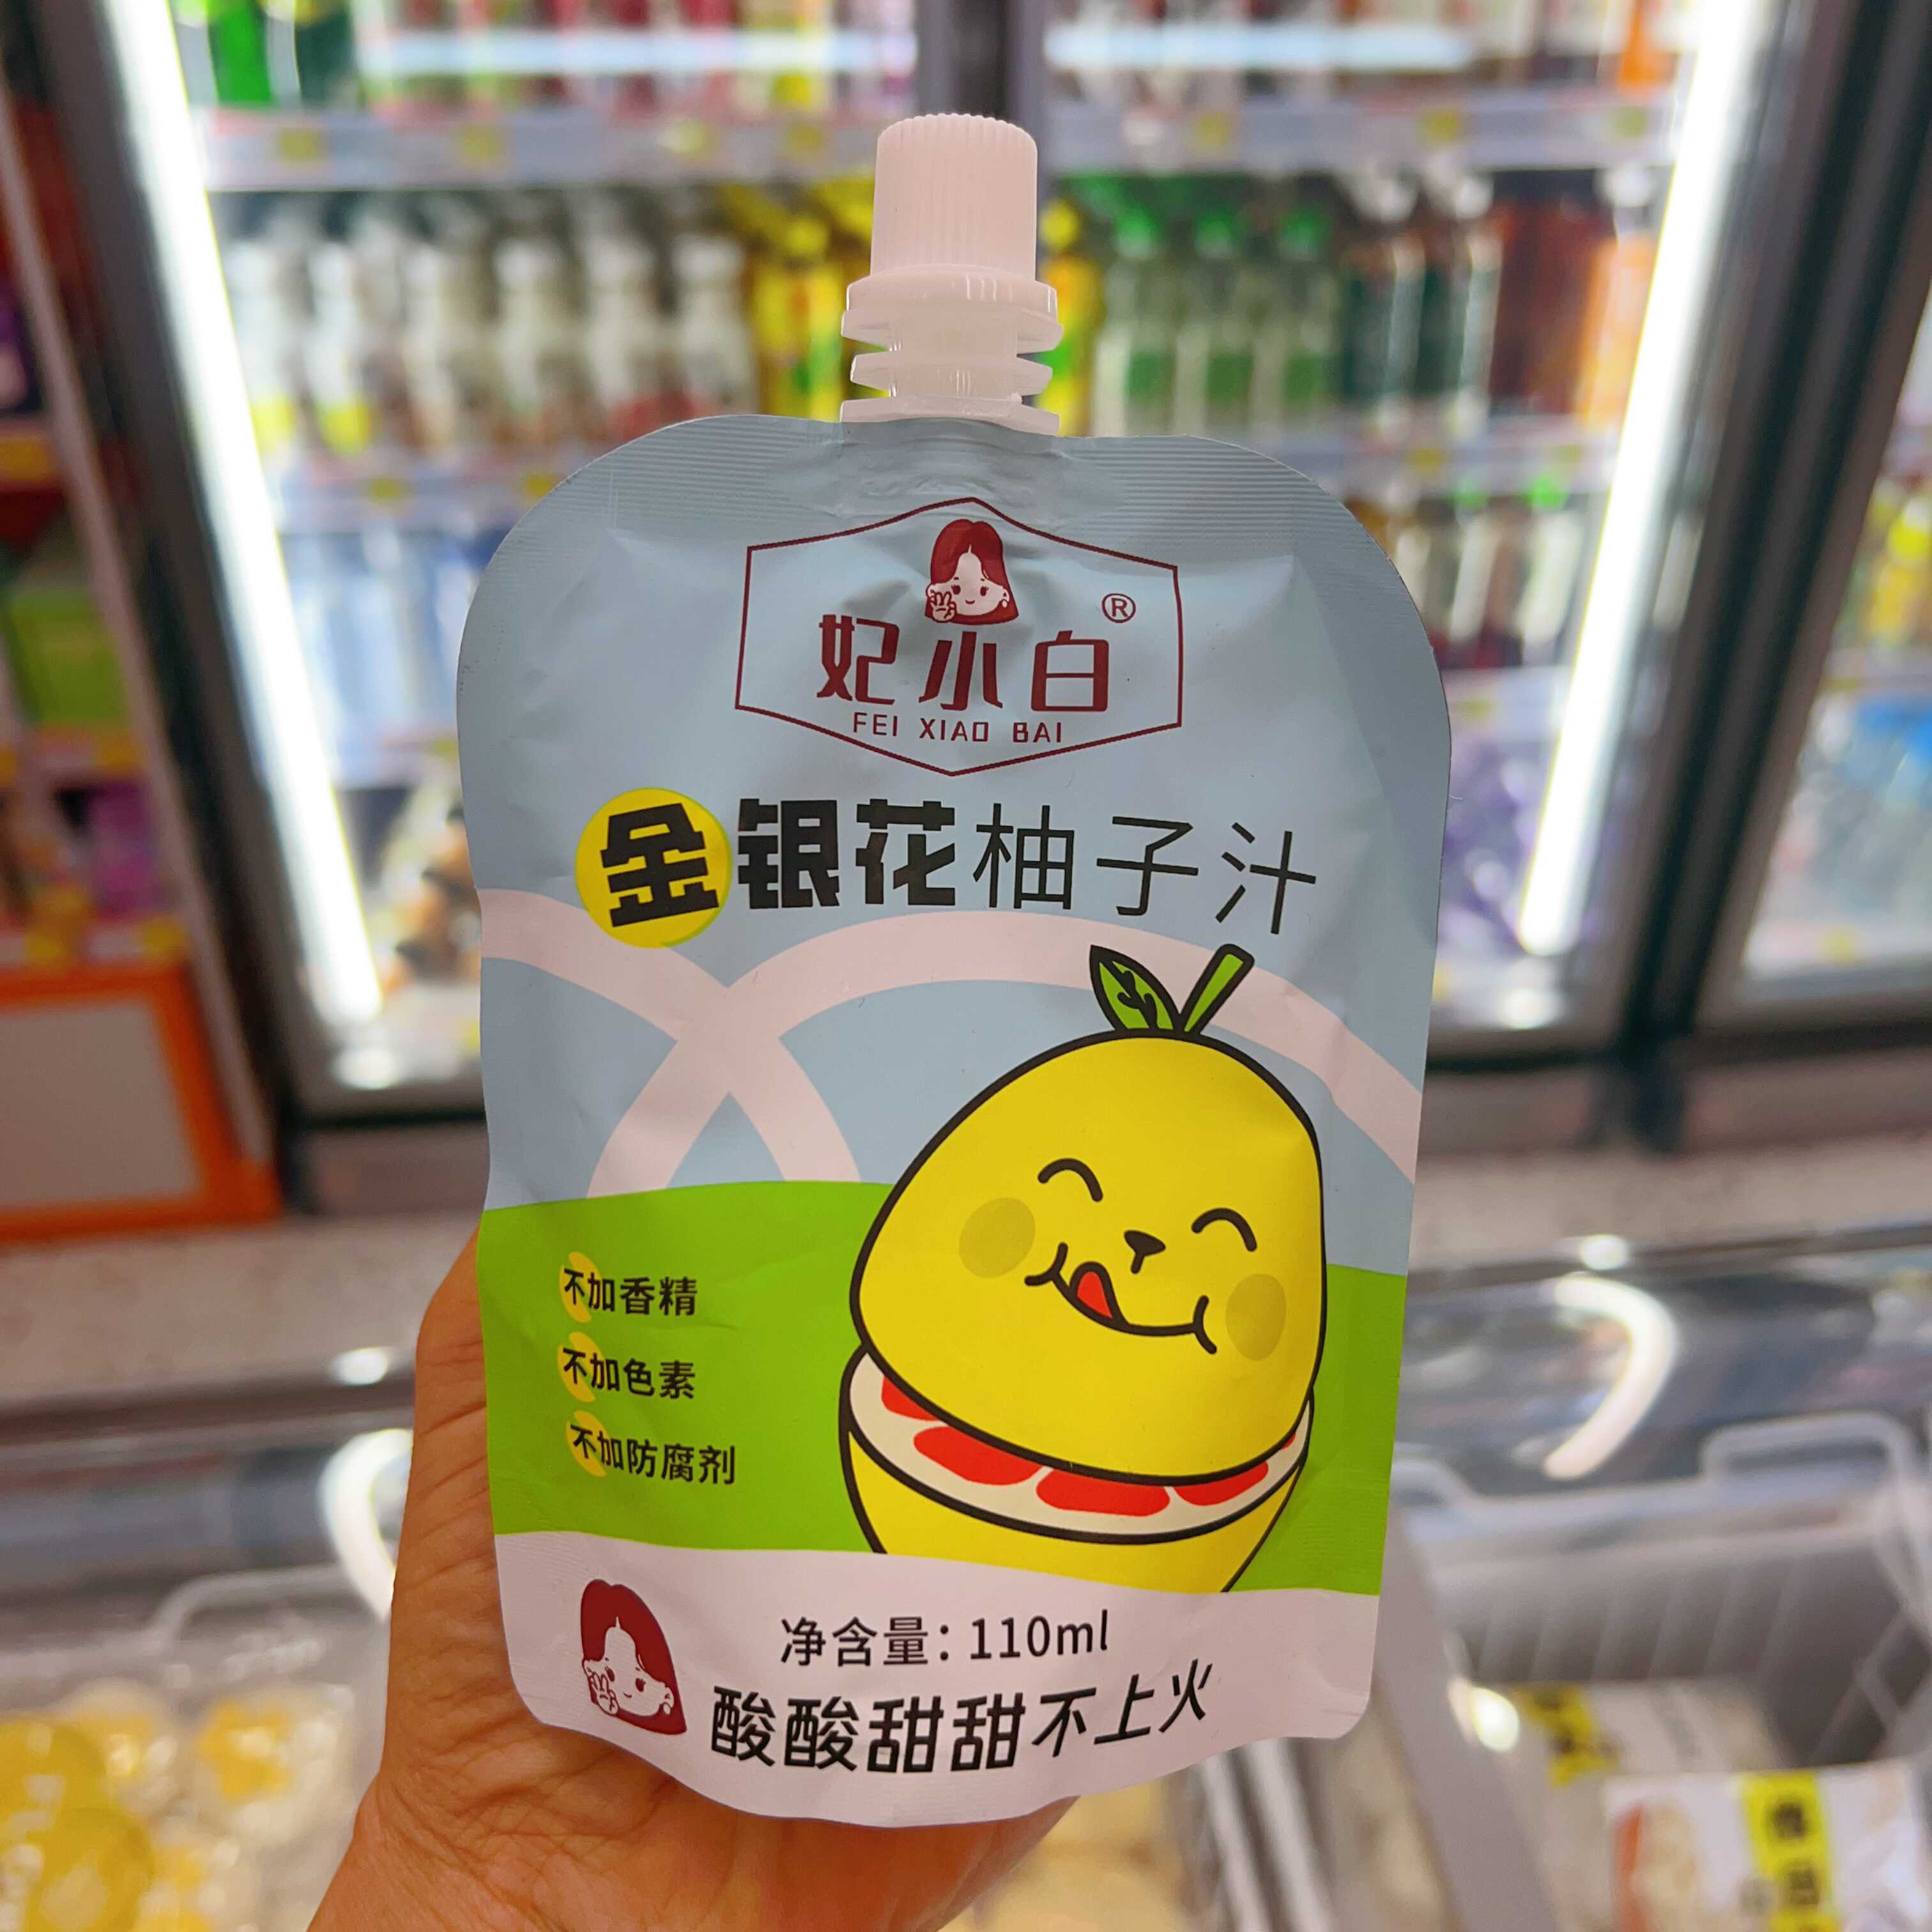 妃小白®
FEI XIAO BAI
金银花柚子汁
不加香精
不加色素
不加防腐剂
净含量：110ml
酸酸甜甜不上火